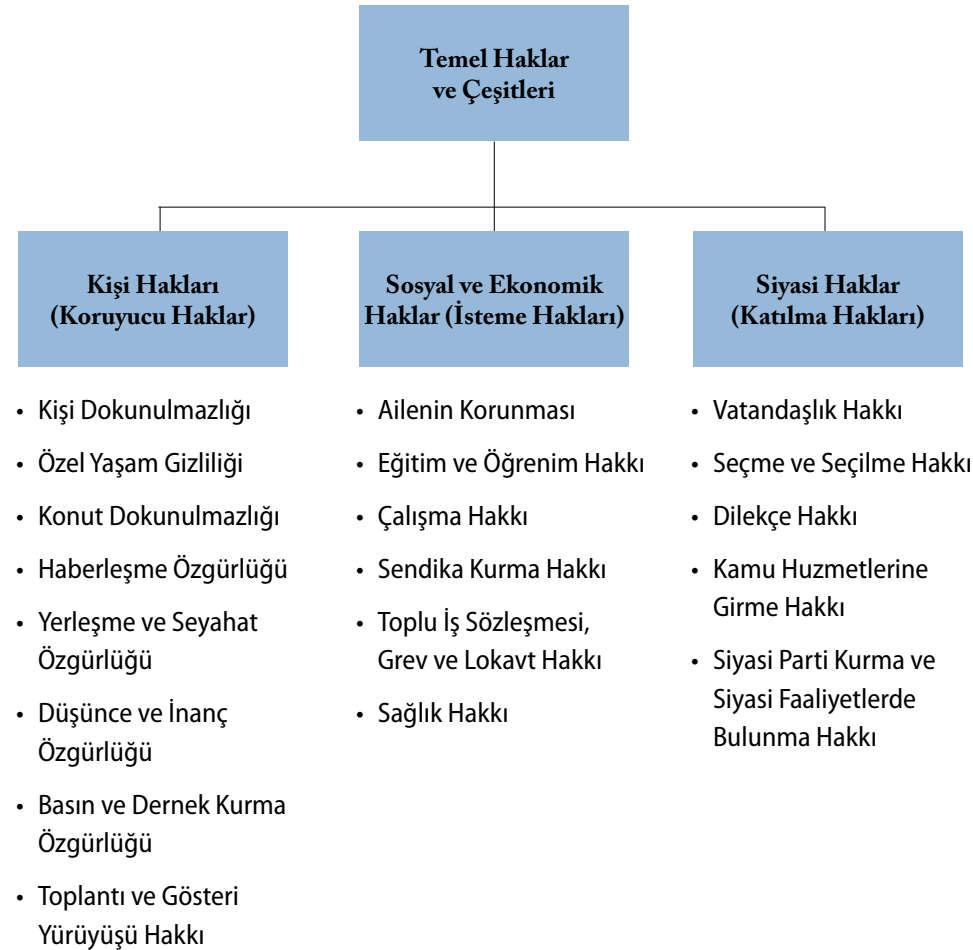 Temel Haklar
ve Çeşitleri
Kişi Hakları
(Koruyucu Haklar)
• Kişi Dokunulmazlığı
• Özel Yaşam Gizliliği
• Konut Dokunulmazlığı
• Haberleşme Özgürlüğü
• Yerleşme ve Seyahat
Özgürlüğü
• Düşünce ve İnanç
Özgürlüğü
• Basın ve Dernek Kurma
Özgürlüğü
• Toplantı ve Gösteri
Yürüyüşü Hakkı
Sosyal ve Ekonomik
Haklar (İsteme Hakları)
• Ailenin Korunması
• Eğitim ve Öğrenim Hakkı
• Çalışma Hakkı
• Sendika Kurma Hakkı
• Toplu İş Sözleşmesi,
Grev ve Lokavt Hakkı
• Sağlık Hakkı
Siyasi Haklar
(Katılma Hakları)
• Vatandaşlık Hakkı
• Seçme ve Seçilme Hakkı
• Dilekçe Hakkı
• Kamu Huzmetlerine
Girme Hakkı
• Siyasi Parti Kurma ve
Siyasi Faaliyetlerde
Bulunma Hakkı